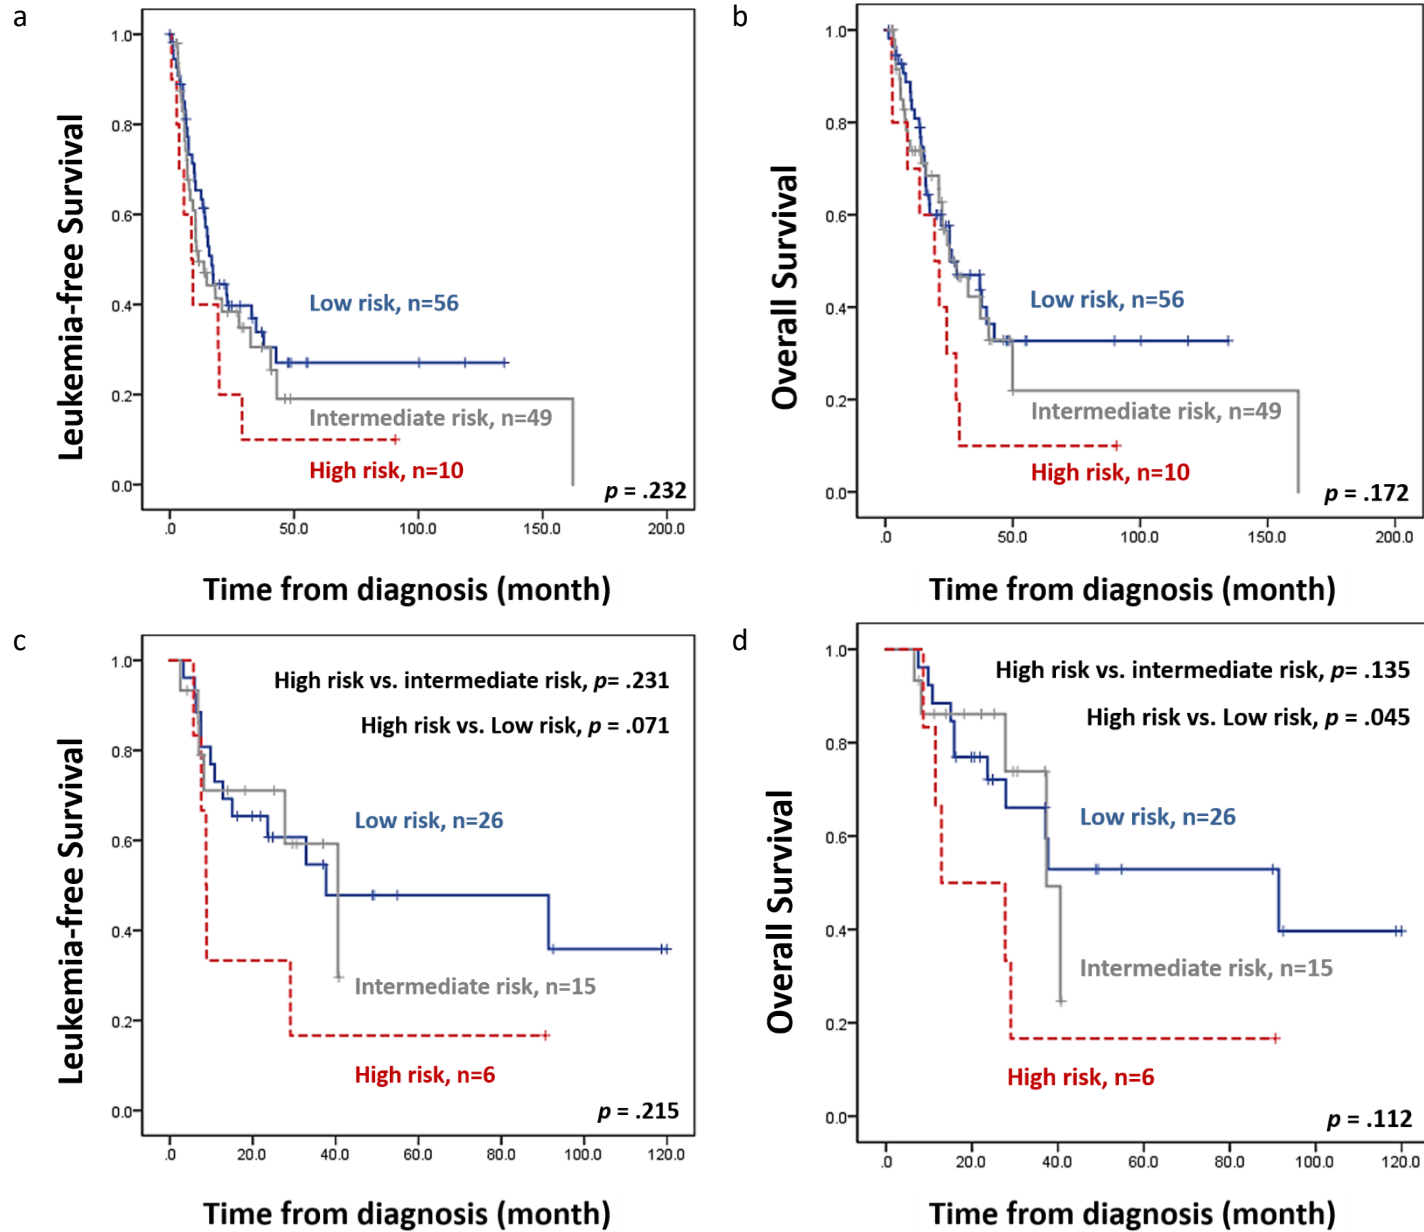 a
Leukemia-free Survival
1.0
0.8
0.6
0.4
0.2
0.0
Low risk, n=56
Intermediate risk, n=49
High risk, n=10
p = .232
.0 50.0 100.0 150.0 200.0
Time from diagnosis (month)
b
Overall Survival
1.0
0.8
0.6
0.4
0.2
0.0
Low risk, n=56
Intermediate risk, n=49
High risk, n=10
p = .172
.0 50.0 100.0 150.0 200.0
Time from diagnosis (month)
c
Leukemia-free Survival
1.0
0.8
0.6
0.4
0.2
0.0
High risk vs. intermediate risk, p= .231
High risk vs. Low risk, p = .071
Low risk, n=26
Intermediate risk, n=15
High risk, n=6
p = .215
.0 20.0 40.0 60.0 80.0 100.0 120.0
Time from diagnosis (month)
d
Overall Survival
1.0
0.8
0.6
0.4
0.2
0.0
High risk vs. intermediate risk, p= .135
High risk vs. Low risk, p = .045
Low risk, n=26
Intermediate risk, n=15
High risk, n=6
p = .112
.0 20.0 40.0 60.0 80.0 100.0 120.0
Time from diagnosis (month)